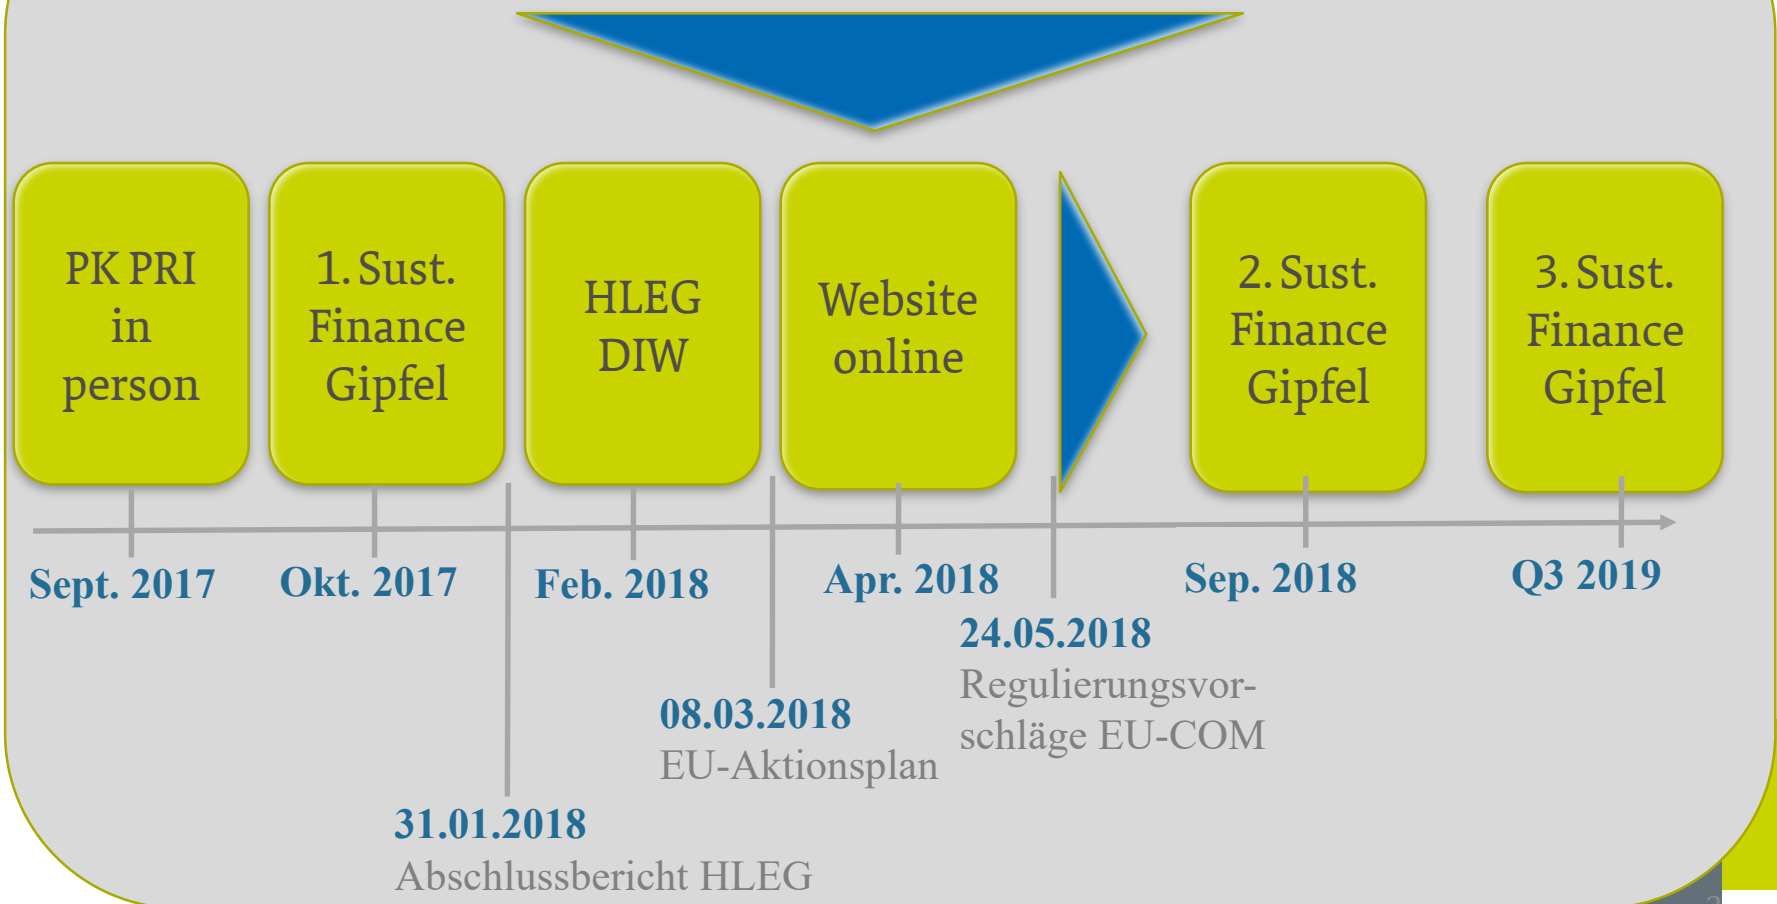 PK PRI
in
person
1. Sust.
Finance
Gipfel
HLEG
DIW
Website
online
2. Sust.
Finance
Gipfel
3. Sust.
Finance
Gipfel
Sept. 2017
Okt. 2017
Feb. 2018
Apr. 2018
Sep. 2018
Q3 2019
24.05.2018
Regulierungsvor-
schläge EU-COM
08.03.2018
EU-Aktionsplan
31.01.2018
Abschlussbericht HLEG